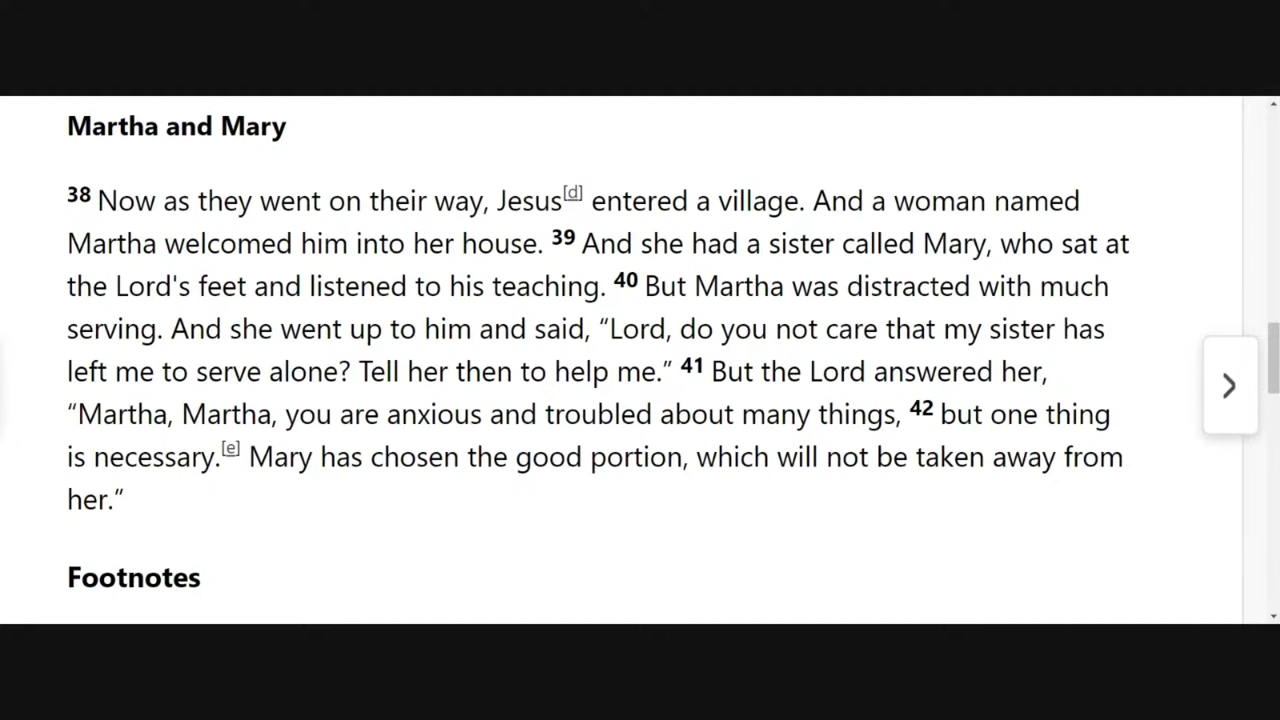 Martha and Mary
38 Now as they went on their way, Jesus[d] entered a village. And a woman named
Martha welcomed him into her house. 39 And she had a sister called Mary, who sat at
the Lord's feet and listened to his teaching. 40 But Martha was distracted with much
serving. And she went up to him and said, “Lord, do you not care that my sister has
left me to serve alone? Tell her then to help me.” 41 But the Lord answered her,
“Martha, Martha, you are anxious and troubled about many things, 42 but one thing
is necessary.[e] Mary has chosen the good portion, which will not be taken away from
her.”
Footnotes